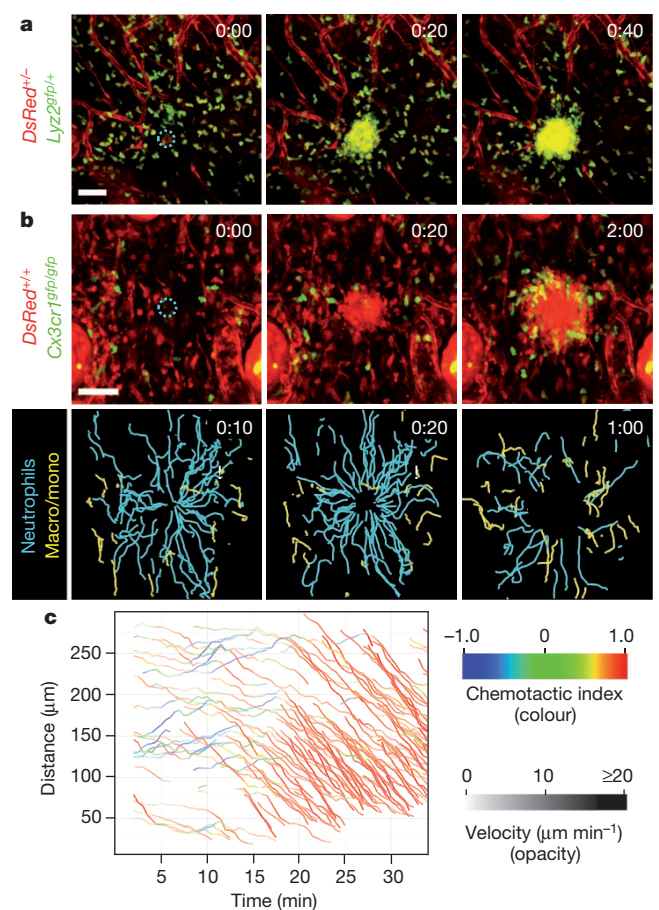 a
DsRed+/–
Lyz2gfp/+
0:00
0:20
0:40
b
DsRed+/+
Cx3cr1gfp/gfp
0:00
0:20
2:00
Neutrophils
Macro/mono
0:10
0:20
1:00
c
Distance (µm)
250
200
150
100
50
5
10
15
20
25
30
Time (min)
–1.0
0
1.0
Chemotactic index
(colour)
0
10
≥20
Velocity (µm min–1)
(opacity)